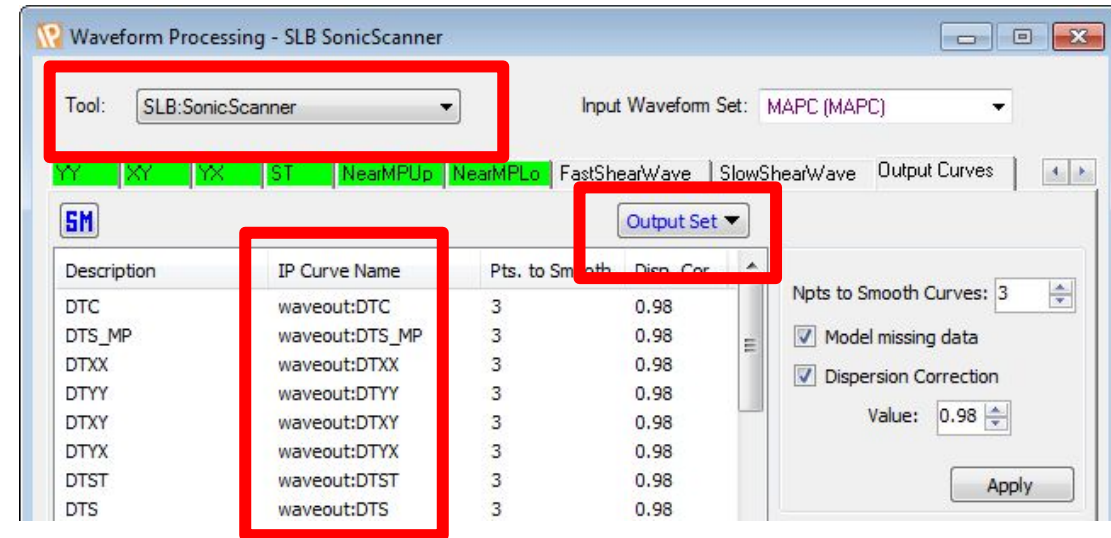 Waveform Processing - SLB SonicScanner
Tool: SLB:SonicScanner Input Waveform Set: MAPC (MAPC)
YY XY YX ST NearMPUp NearMPLo FastShearWave SlowShearWave Output Curves
SM Output Set
Description IP Curve Name Pts. to Smooth Disp. Cor
DTC waveout:DTC 3 0.98
Npts to Smooth Curves: 3
DTS_MP waveout:DTS_MP 3 0.98
Model missing data
DTXX waveout:DTXX 3 0.98
Dispersion Correction
DTYY waveout:DTYY 3 0.98
Value: 0.98
DTXY waveout:DTXY 3 0.98
DTYX waveout:DTYX 3 0.98
DTST waveout:DTST 3 0.98
Apply
DTS waveout:DTS 3 0.98